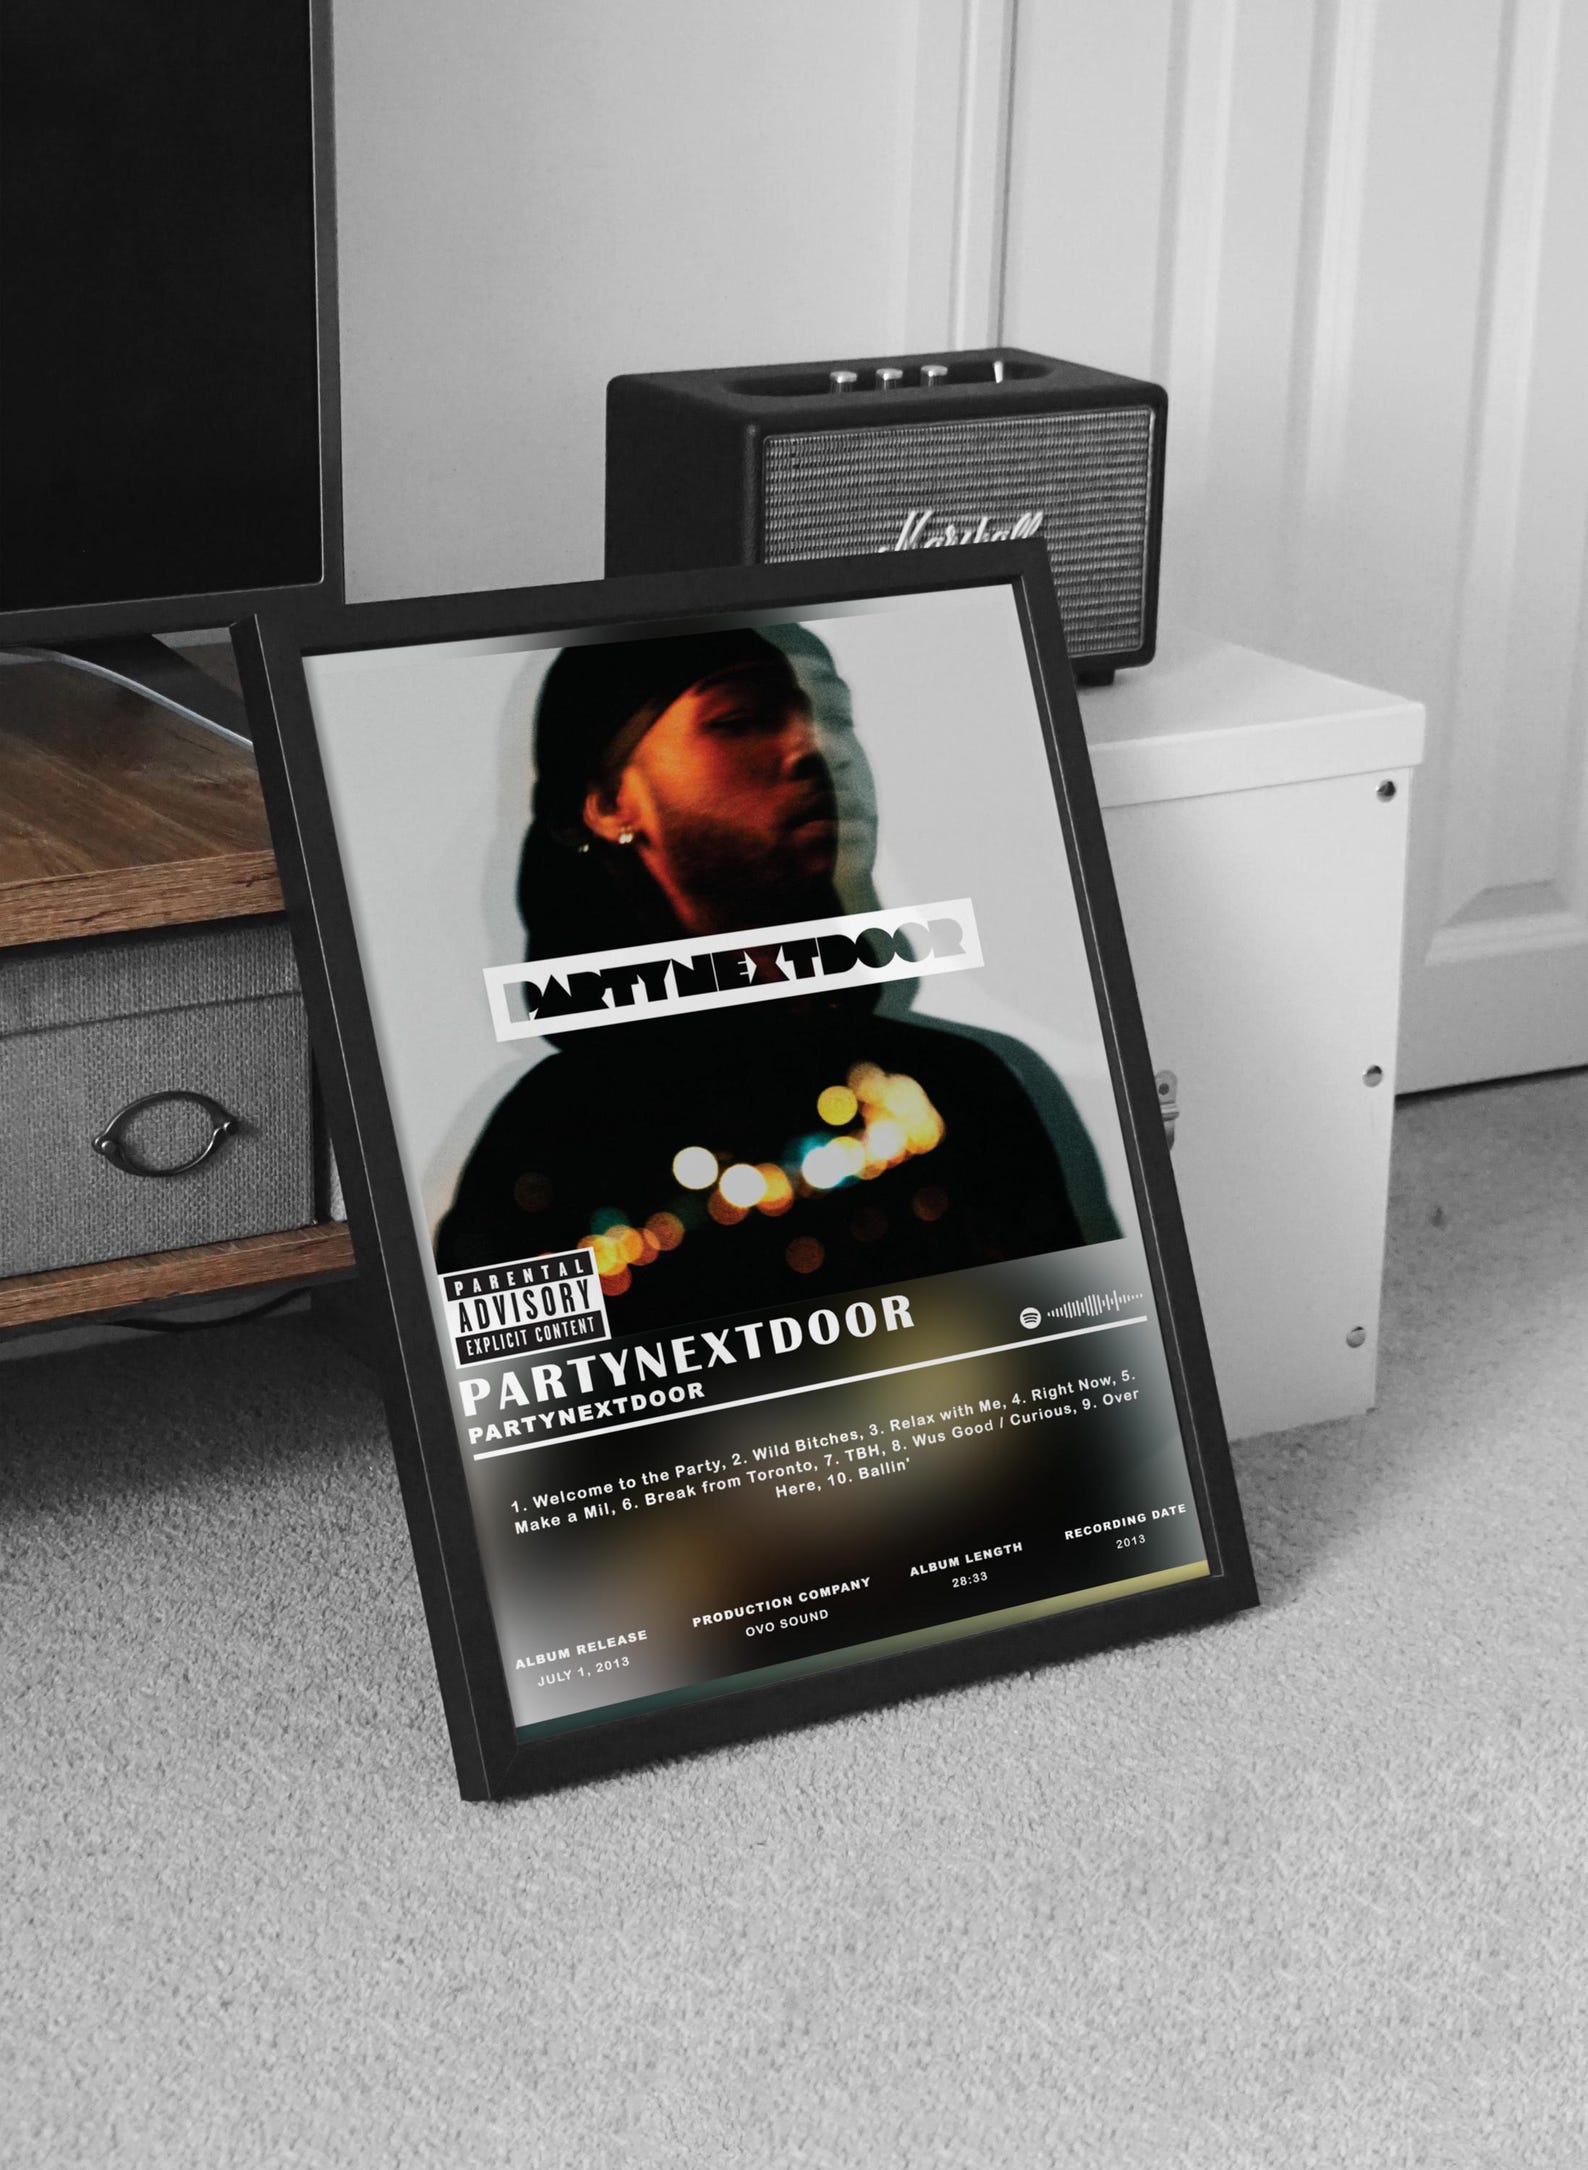 Marshall
PARTYNEXTDOOR
PARENTAL
ADVISORY
EXPLICIT CONTENT
PARTYNEXTDOOR
PARTYNEXTDOOR
1. Welcome to the Party, 2. Wild Bitches, 3. Relax with Me, 4. Right Now, 5.
Make a Mil, 6. Break from Toronto, 7. TBH, 8. Wus Good / Curious, 9. Over
Here, 10. Ballin'
ALBUM RELEASE
JULY 1, 2013
PRODUCTION COMPANY
OVO SOUND
ALBUM LENGTH
28:33
RECORDING DATE
2013